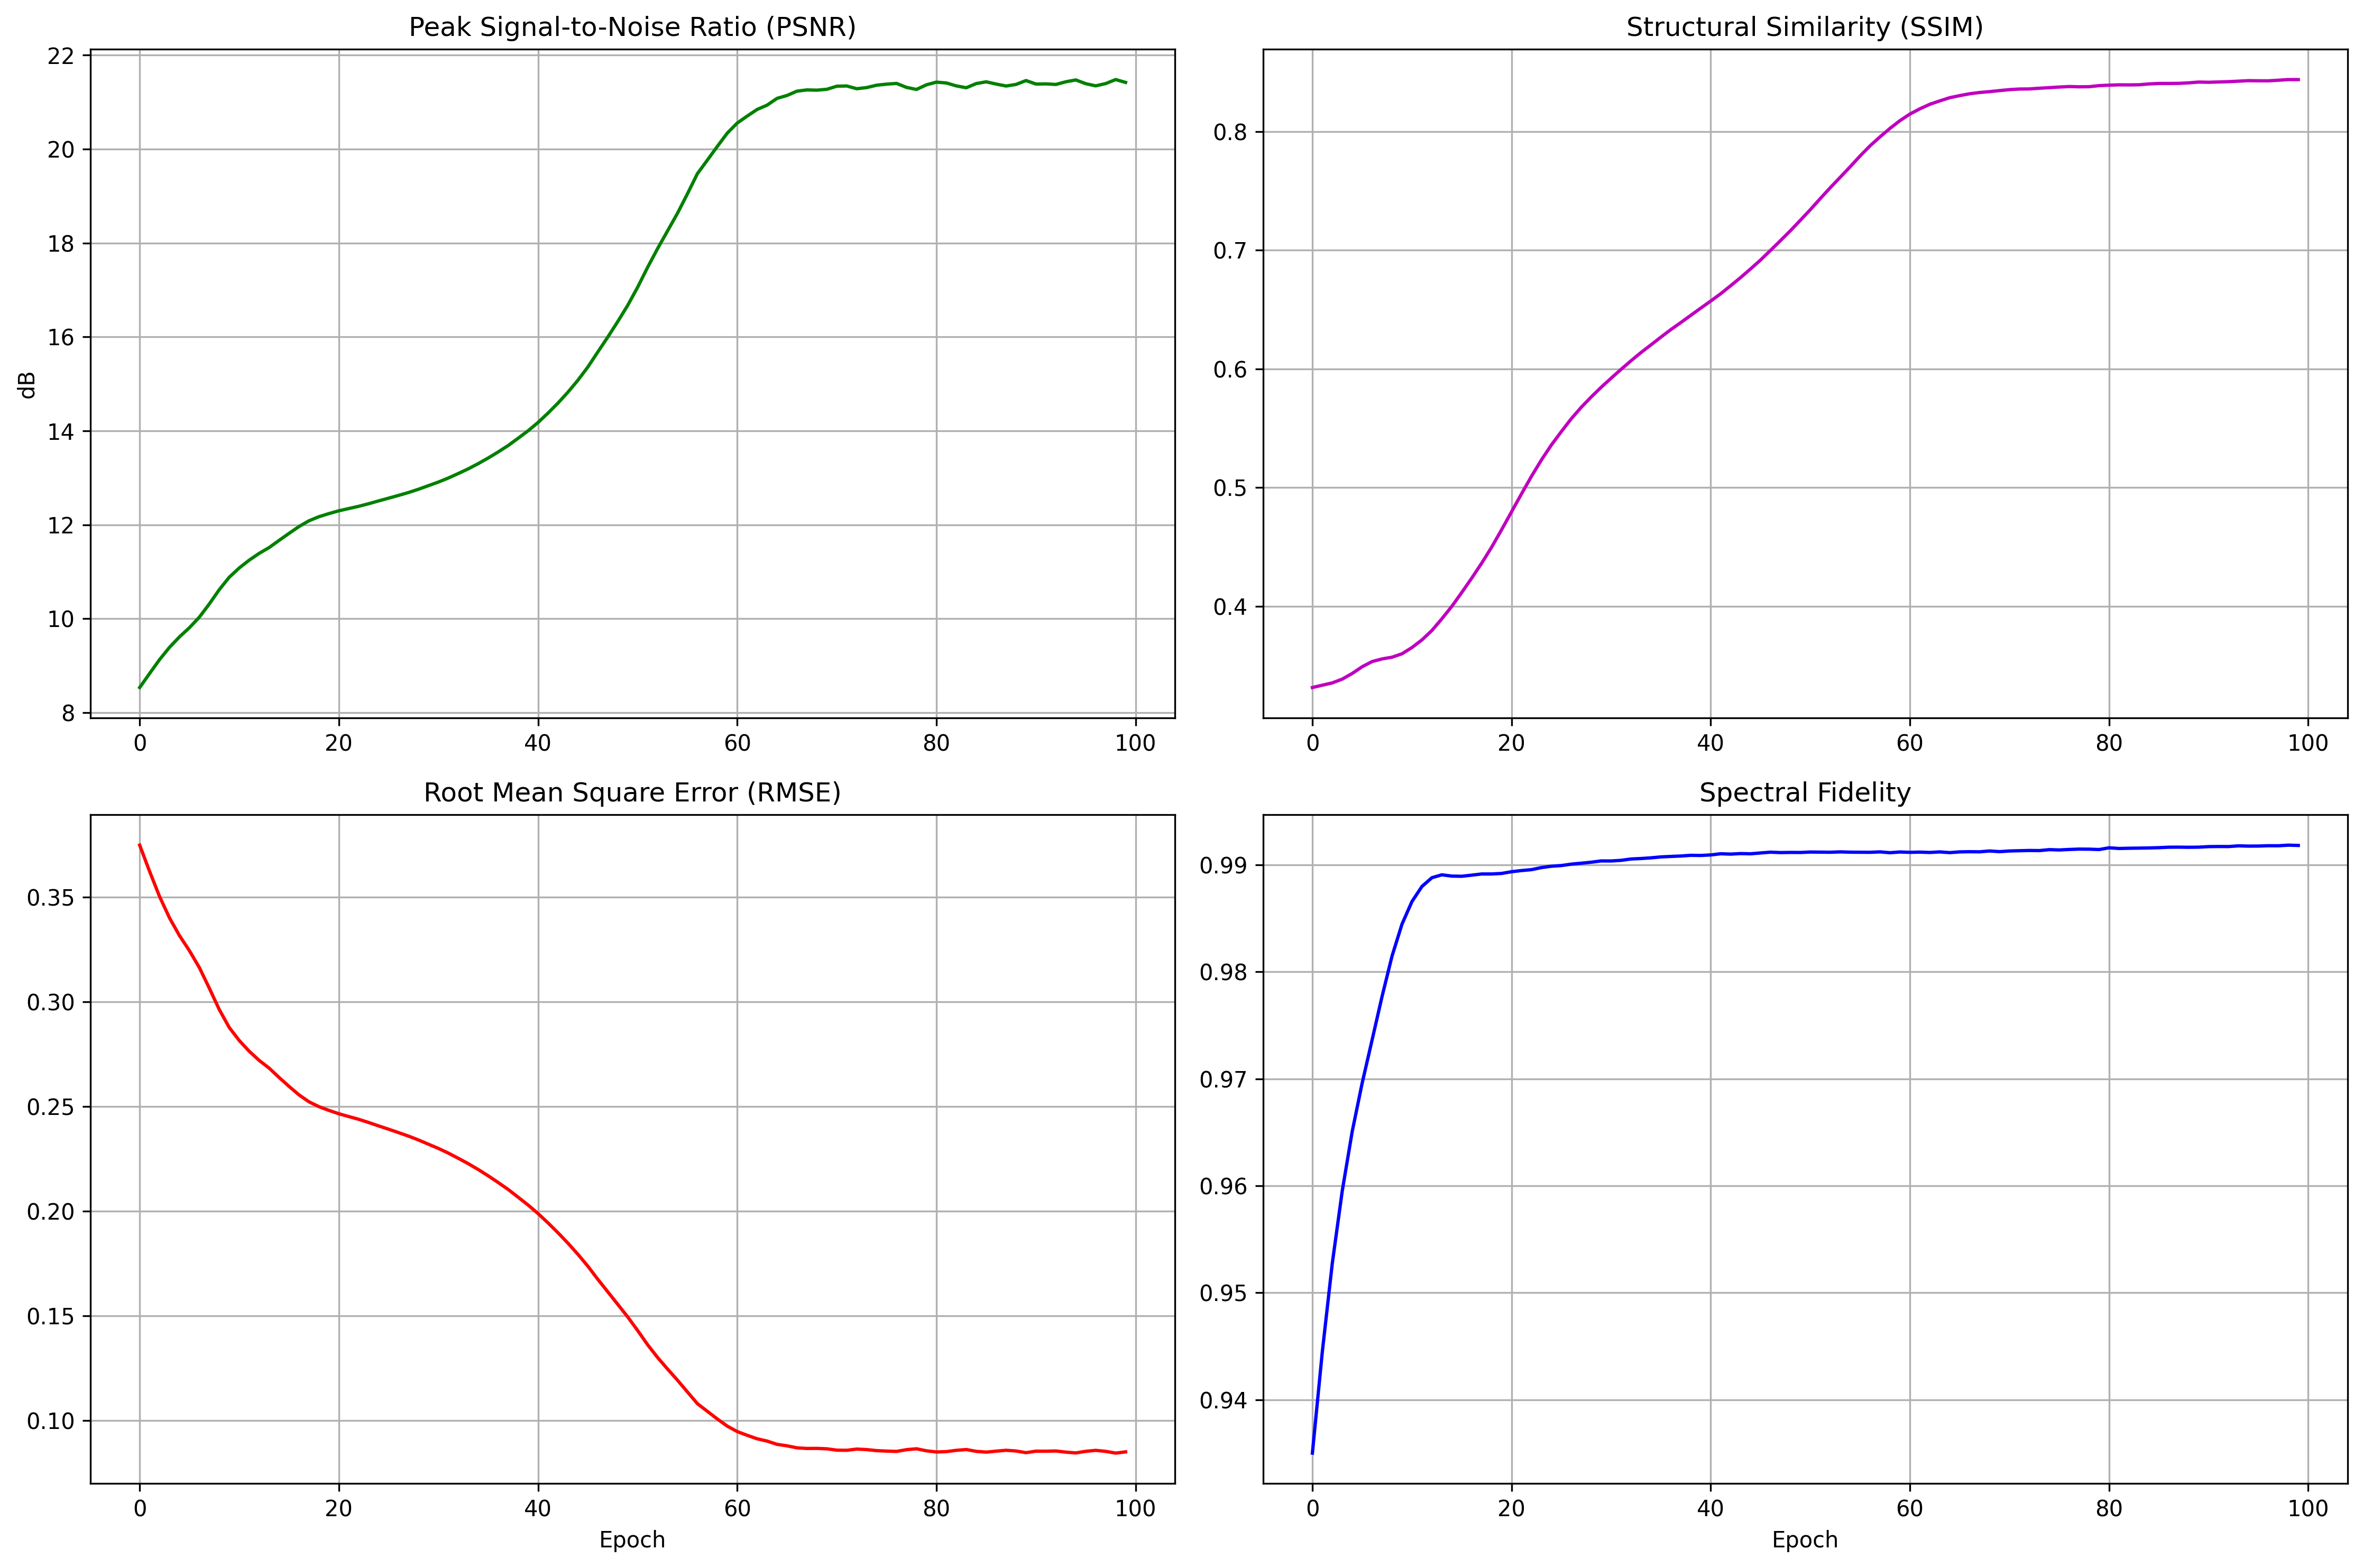 Peak Signal-to-Noise Ratio (PSNR)
22
20
18
16
14
12
10
8
dB
0 20 40 60 80 100
Structural Similarity (SSIM)
0.8
0.7
0.6
0.5
0.4
0 20 40 60 80 100
Root Mean Square Error (RMSE)
0.35
0.30
0.25
0.20
0.15
0.10
0 20 40 60 80 100
Epoch
Spectral Fidelity
0.99
0.98
0.97
0.96
0.95
0.94
0 20 40 60 80 100
Epoch